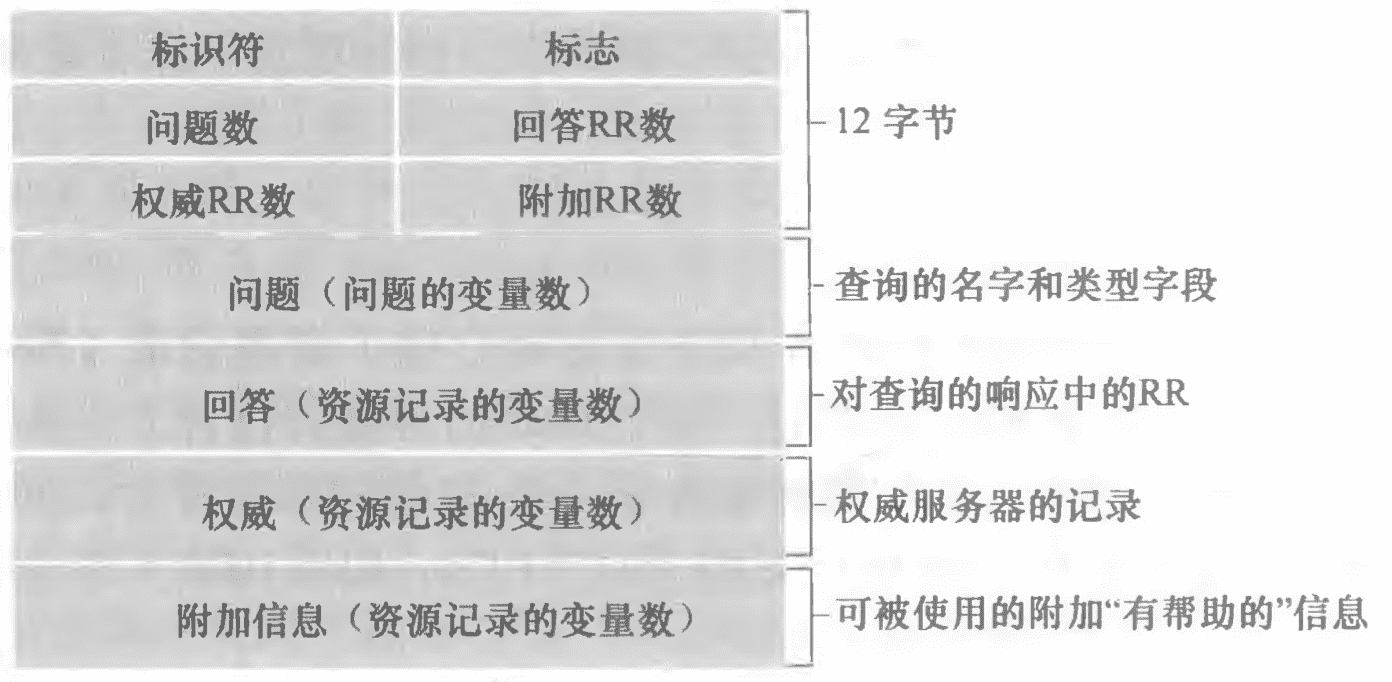 标识符 标志
问题数 回答RR数
12 字节
权威RR数 附加RR数
问题（问题的变量数）
查询的名字和类型字段
回答（资源记录的变量数）
对查询的响应中的RR
权威（资源记录的变量数）
权威服务器的记录
附加信息（资源记录的变量数）
可被使用的附加“有帮助的”信息